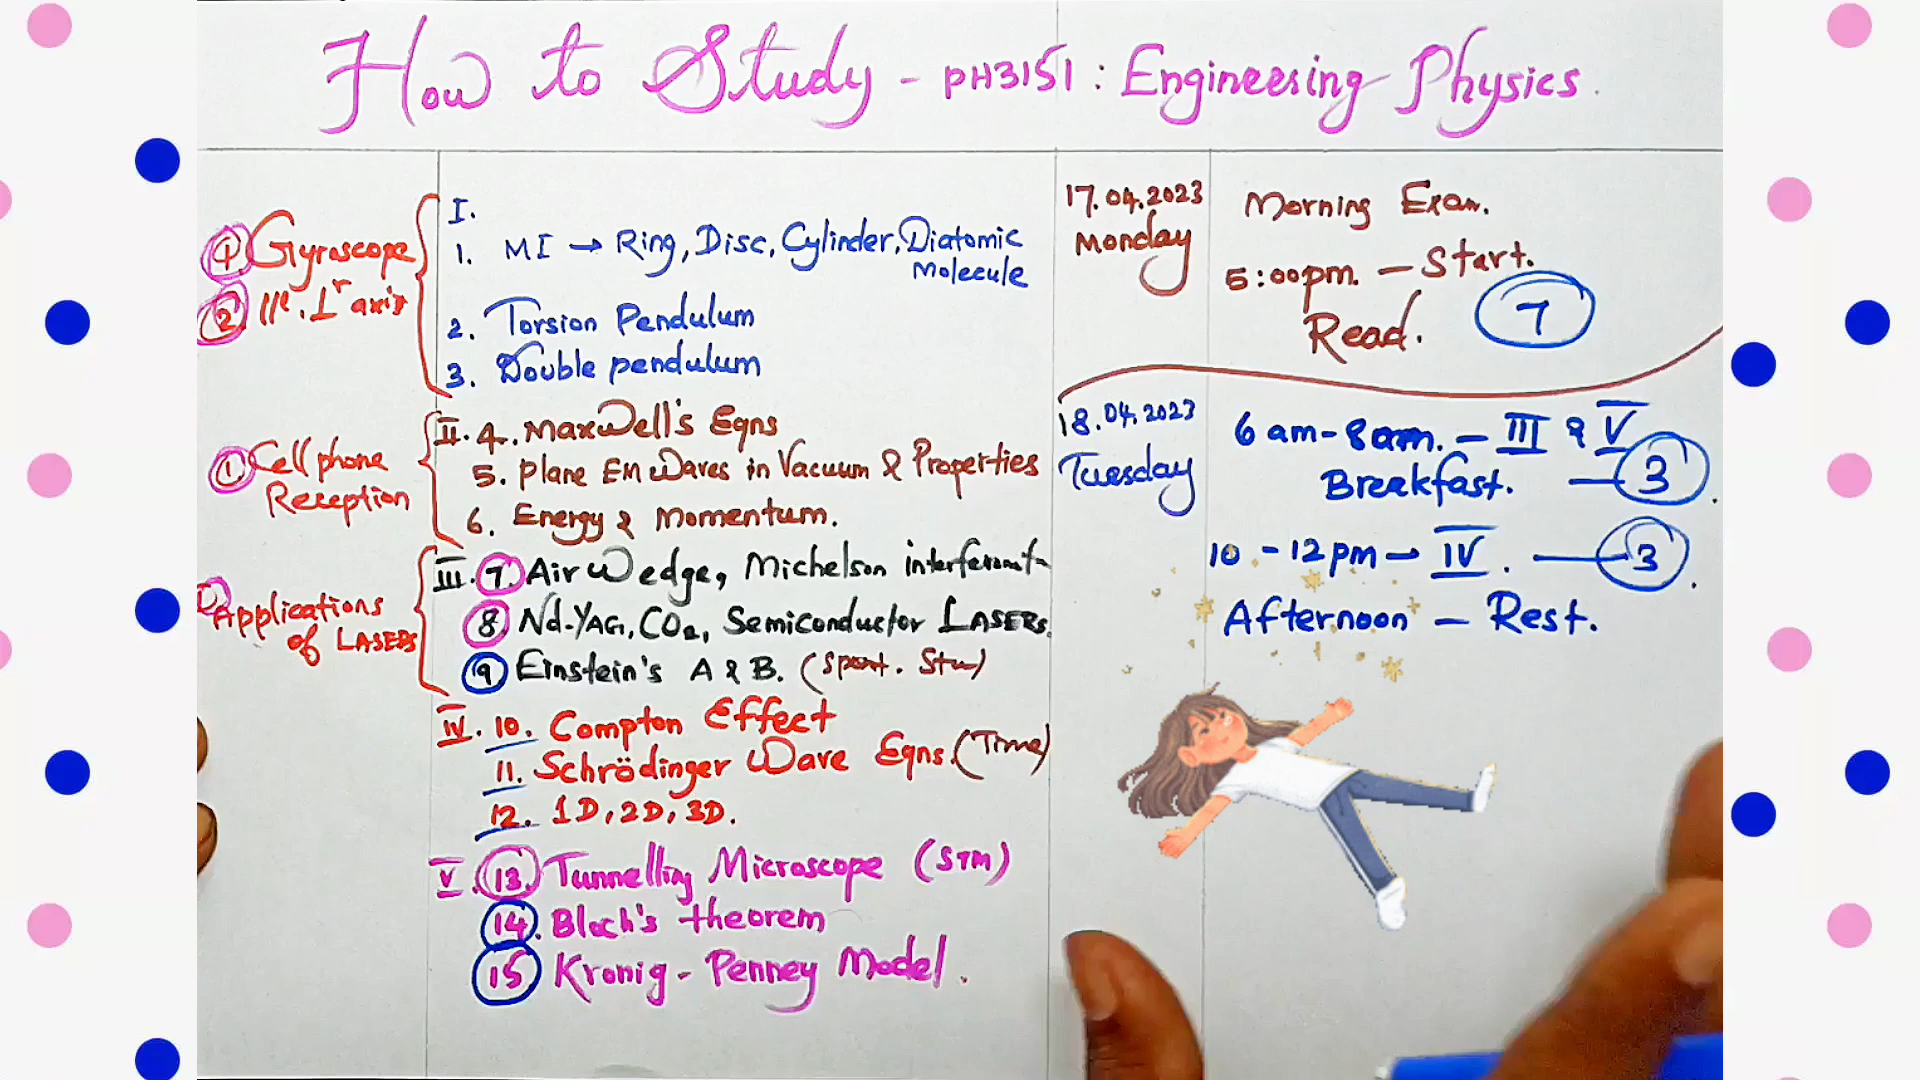 How to Study - PH3151 : Engineering Physics.
① Gyroscope
② 11ˡ. ⊥ʳ axis
I.
1. MI → Ring, Disc, Cylinder, Diatomic
Molecule
2. Torsion Pendulum
3. Double pendulum
① Cell phone
Reception
II. 4. Maxwell's Eqns
5. Plane EM Waves in Vacuum & Properties
6. Energy & Momentum.
① Applications
of LASERs
III. 7. Air Wedge, Michelson
8. Nd-YAG, CO₂, Semiconductor LASERs.
9 Einstein's A & B. (Spont. Stm)
IV. 10. Compton Effect
11. Schrödinger Wave Eqns. (Time)
12. 1D, 2D, 3D.
V. 13. Tunnelling Microscope (STM)
14. Bloch's theorem
15 Kronig - Penney Model.
17.04.2023
Monday
Morning Exam.
5:00pm. - Start.
Read. 7
18.04.2023
Tuesday
6 am - 8 am. - III & V
Breakfast. - 3
10 - 12 pm → IV. - 3
Afternoon - Rest.